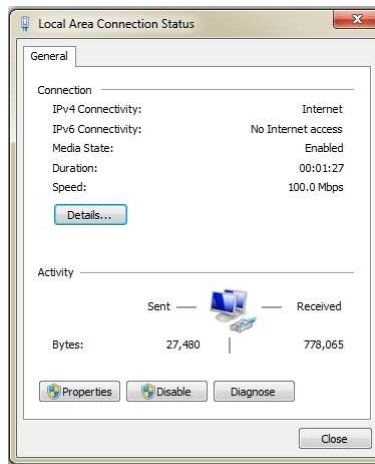 Local Area Connection Status
General
Connection
IPv4 Connectivity: Internet
IPv6 Connectivity: No Internet access
Media State: Enabled
Duration: 00:01:27
Speed: 100.0 Mbps
Details...
Activity
Sent — — Received
Bytes: 27,480 | 778,065
Properties Disable Diagnose
Close